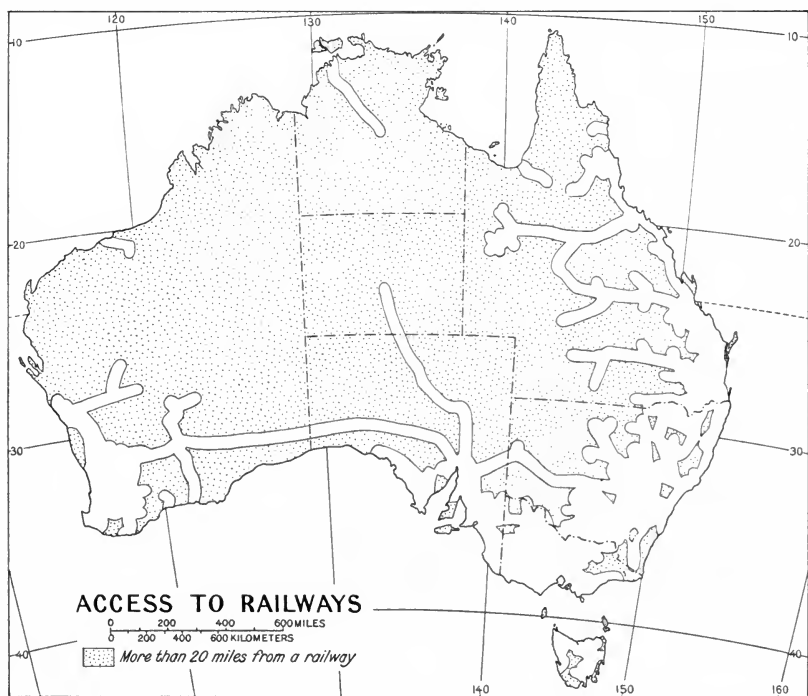 120 130 140 150
10 10
20 20
30 30
ACCESS TO RAILWAYS
0 200 400 600 MILES
0 200 400 600 KILOMETERS
More than 20 miles from a railway
40 40
140 150 160